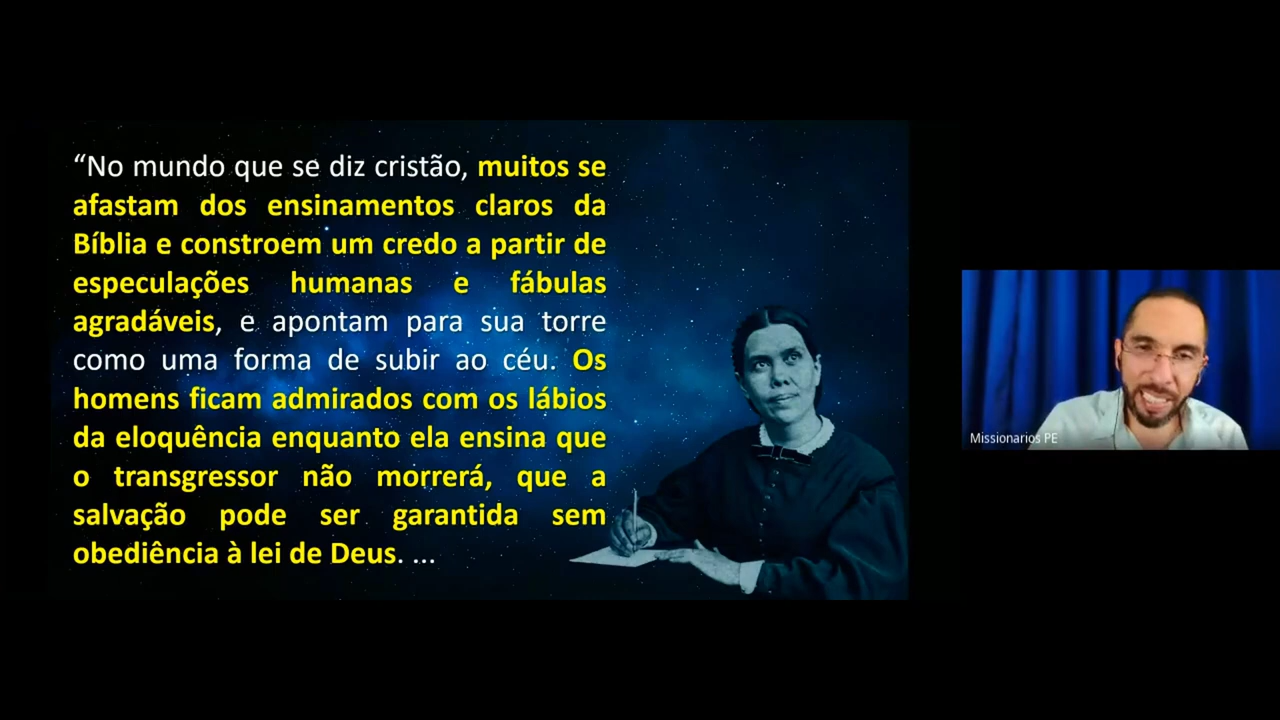 “No mundo que se diz cristão, muitos se
afastam dos ensinamentos claros da
Bíblia e constroem um credo a partir de
especulações humanas e fábulas
agradáveis, e apontam para sua torre
como uma forma de subir ao céu. Os
homens ficam admirados com os lábios
da eloquência enquanto ela ensina que
o transgressor não morrerá, que a
salvação pode ser garantida sem
obediência à lei de Deus. ...
Missionarios PE